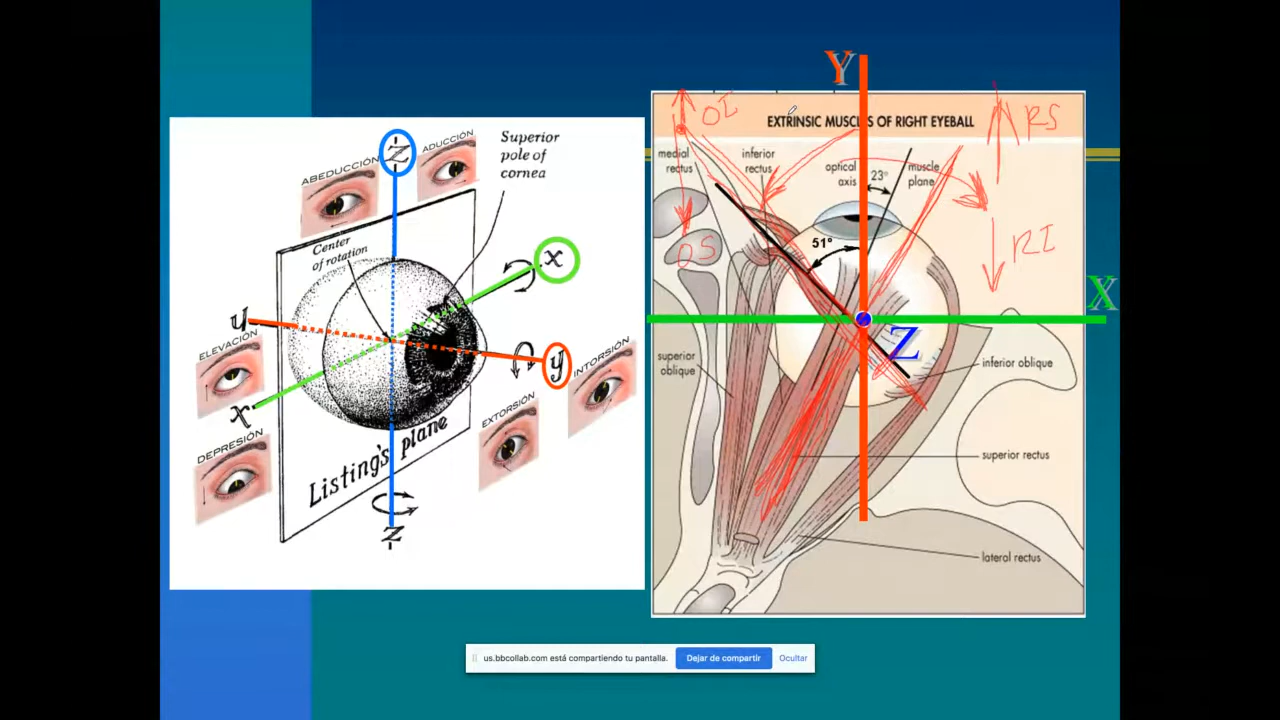 Z
ABEDUCCIÓN
ADUCCIÓN
Superior
pole of
cornea
Center
of rotation
x
y
ELEVACIÓN
x
DEPRESIÓN
y
INTORSIÓN
EXTORSIÓN
Listing's plane
Z
Y
OI
RS
EXTRINSIC MUSCLES OF RIGHT EYEBALL
medial
rectus
inferior
rectus
optical
axis
23°
muscle
plane
51°
OS
RI
X
Z
superior
oblique
inferior oblique
superior rectus
lateral rectus
us.bbcollab.com está compartiendo tu pantalla.
Dejar de compartir
Ocultar